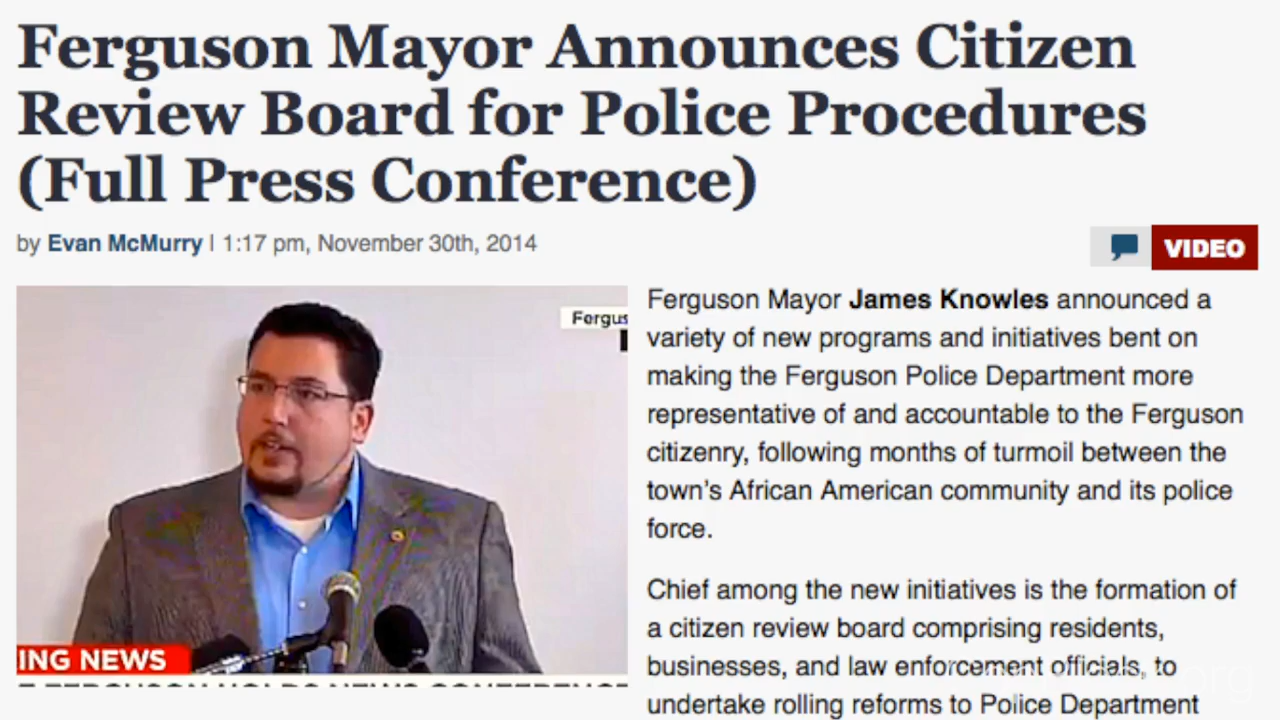 Ferguson Mayor Announces Citizen
Review Board for Police Procedures
(Full Press Conference)
by Evan McMurry | 1:17 pm, November 30th, 2014
VIDEO
Fergus
ING NEWS
FERGUSON HOLDS NEWS CONFERENCE
Ferguson Mayor James Knowles announced a
variety of new programs and initiatives bent on
making the Ferguson Police Department more
representative of and accountable to the Ferguson
citizenry, following months of turmoil between the
town's African American community and its police
force.
Chief among the new initiatives is the formation of
a citizen review board comprising residents,
businesses, and law enforcement officials, to
undertake rolling reforms to Police Department